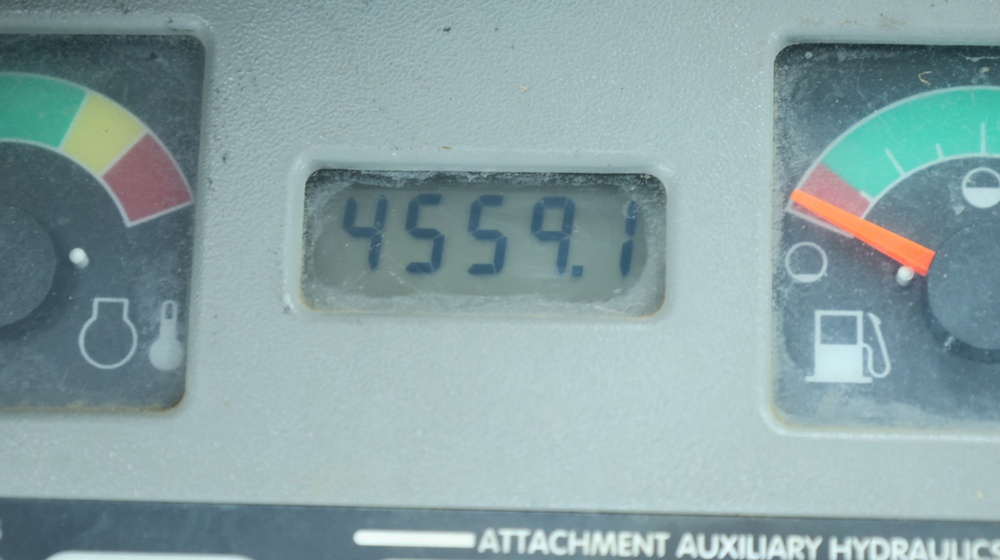 4559.1
ATTACHMENT AUXILIARY HYDRAULICS